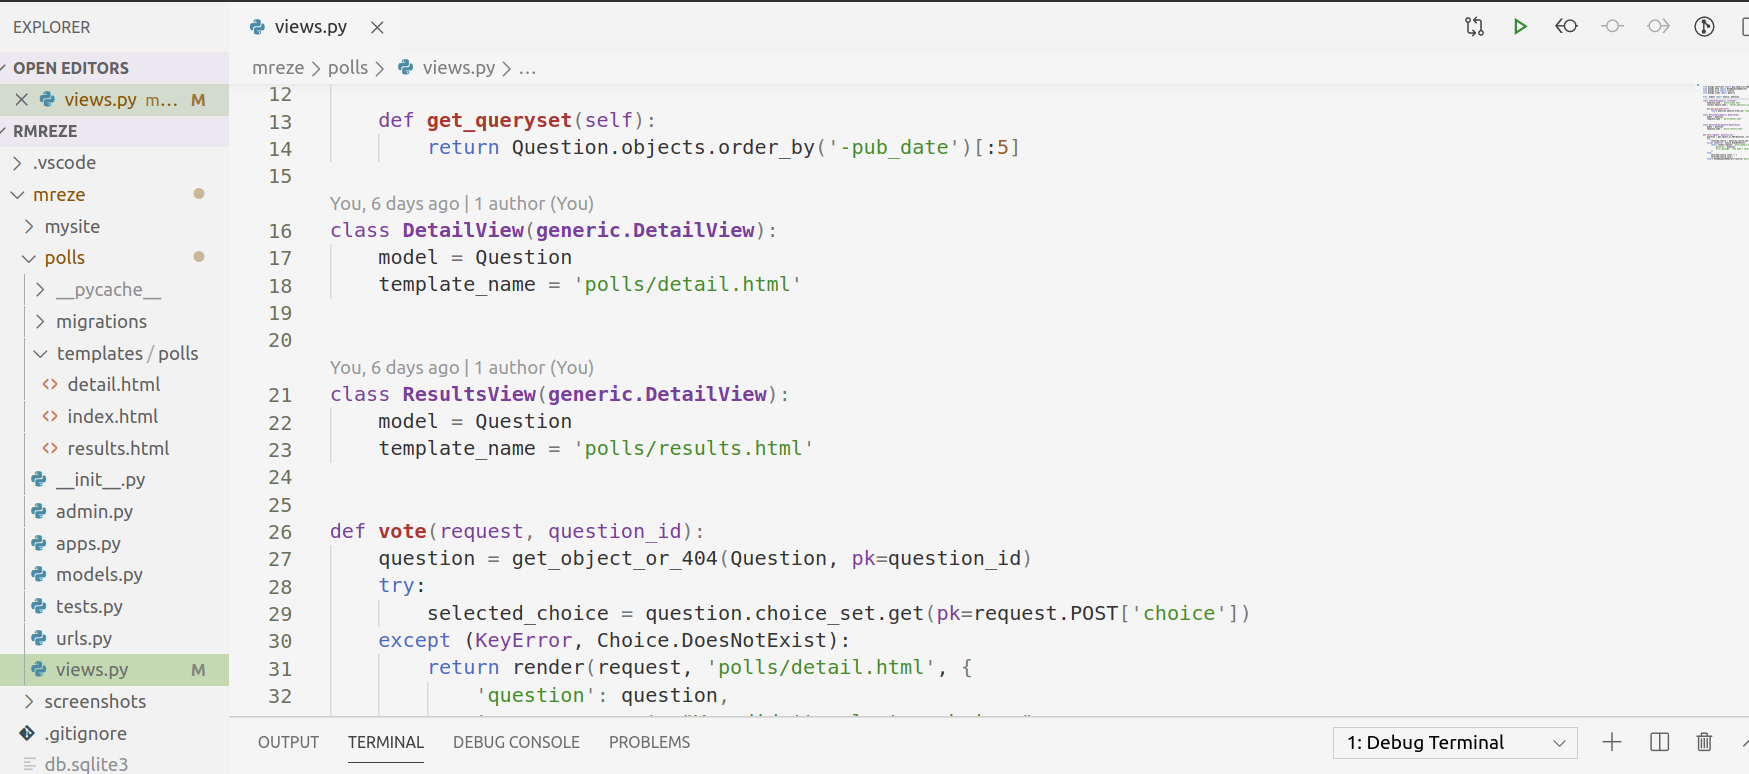 EXPLORER
OPEN EDITORS
views.py m... M
RMREZE
.vscode
mreze
mysite
polls
__pycache__
migrations
templates / polls
detail.html
index.html
results.html
__init__.py
admin.py
apps.py
models.py
tests.py
urls.py
views.py M
screenshots
.gitignore
db.sqlite3
views.py
mreze > polls > views.py > ...
12
13 def get_queryset(self):
14 return Question.objects.order_by('-pub_date')[:5]
15
You, 6 days ago | 1 author (You)
16 class DetailView(generic.DetailView):
17 model = Question
18 template_name = 'polls/detail.html'
19
20
You, 6 days ago | 1 author (You)
21 class ResultsView(generic.DetailView):
22 model = Question
23 template_name = 'polls/results.html'
24
25
26 def vote(request, question_id):
27 question = get_object_or_404(Question, pk=question_id)
28 try:
29 selected_choice = question.choice_set.get(pk=request.POST['choice'])
30 except (KeyError, Choice.DoesNotExist):
31 return render(request, 'polls/detail.html', {
32 'question': question,
OUTPUT TERMINAL DEBUG CONSOLE PROBLEMS
1: Debug Terminal